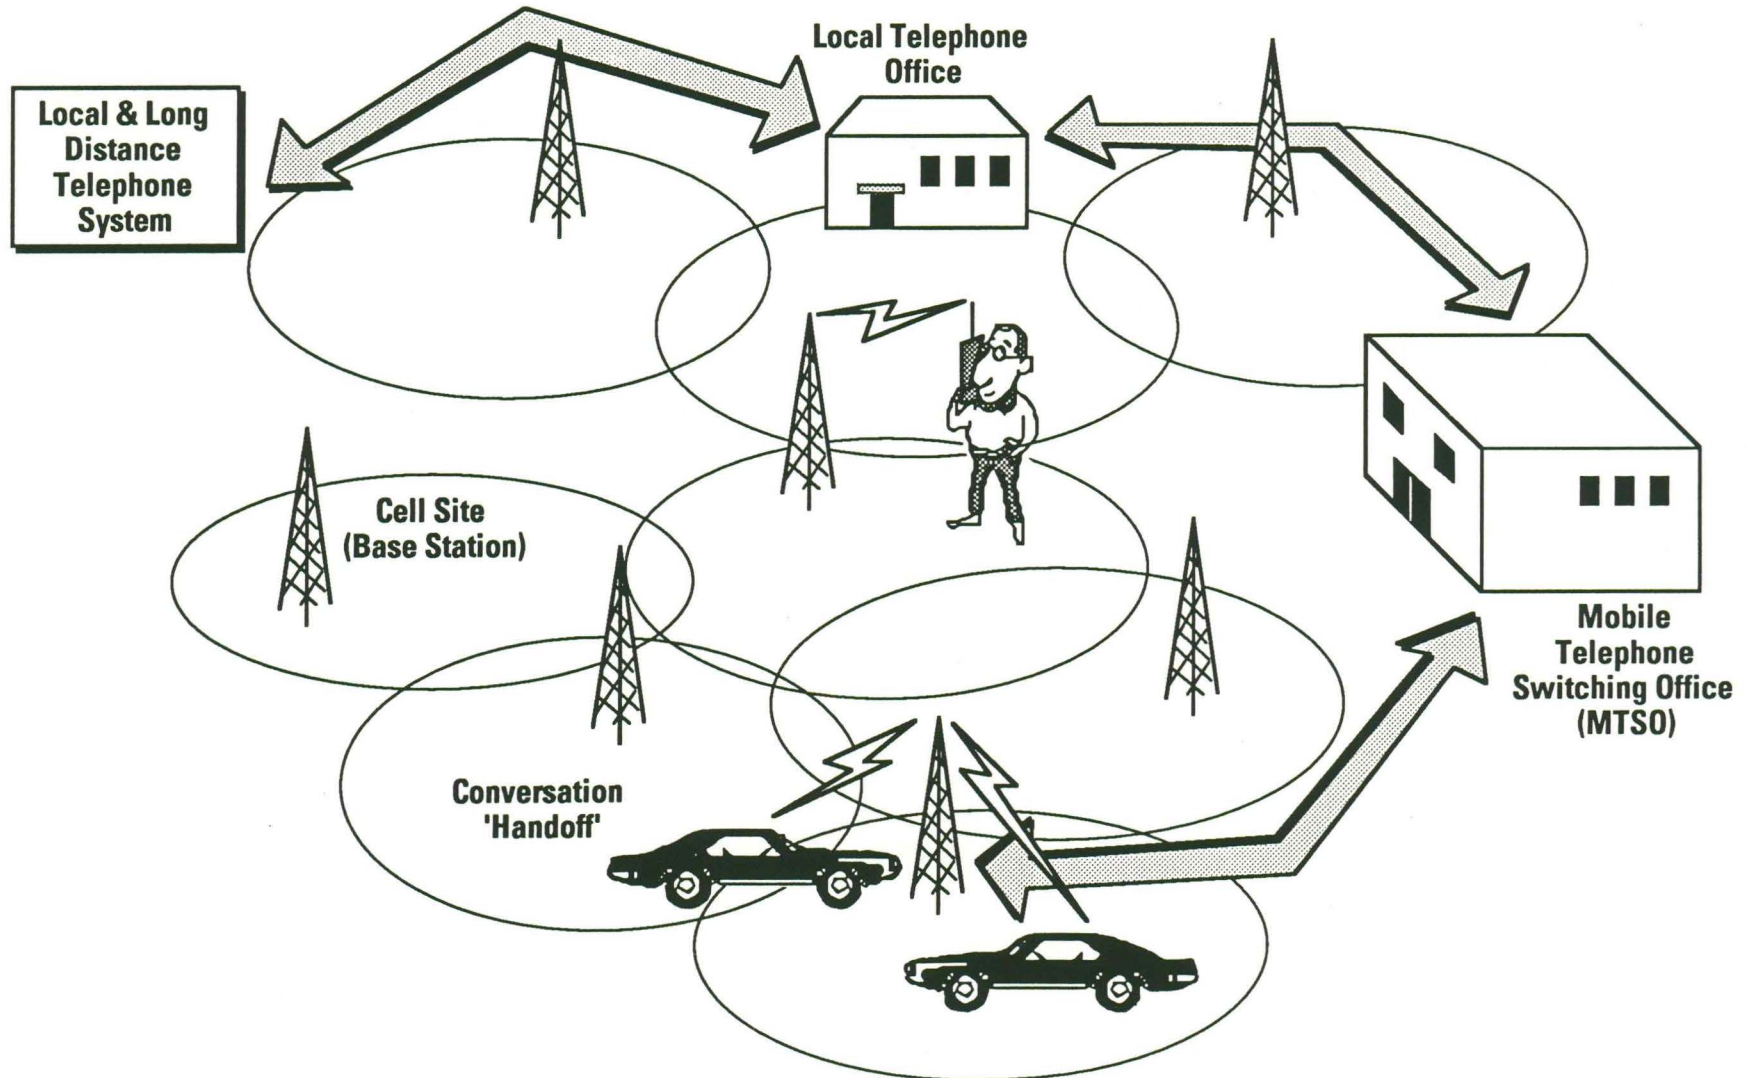 Local Telephone
Office
Local & Long
Distance
Telephone
System
Cell Site
(Base Station)
Mobile
Telephone
Switching Office
(MTSO)
Conversation
'Handoff'